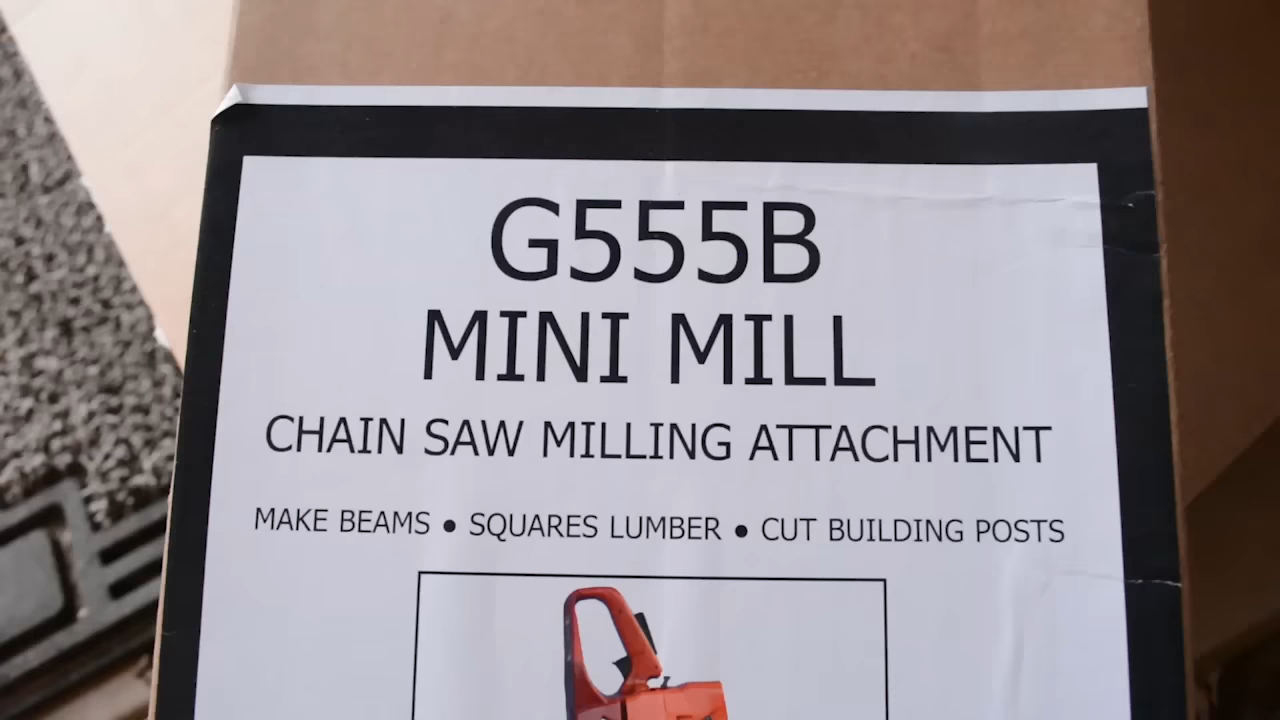 G555B
MINI MILL
CHAIN SAW MILLING ATTACHMENT
MAKE BEAMS • SQUARES LUMBER • CUT BUILDING POSTS